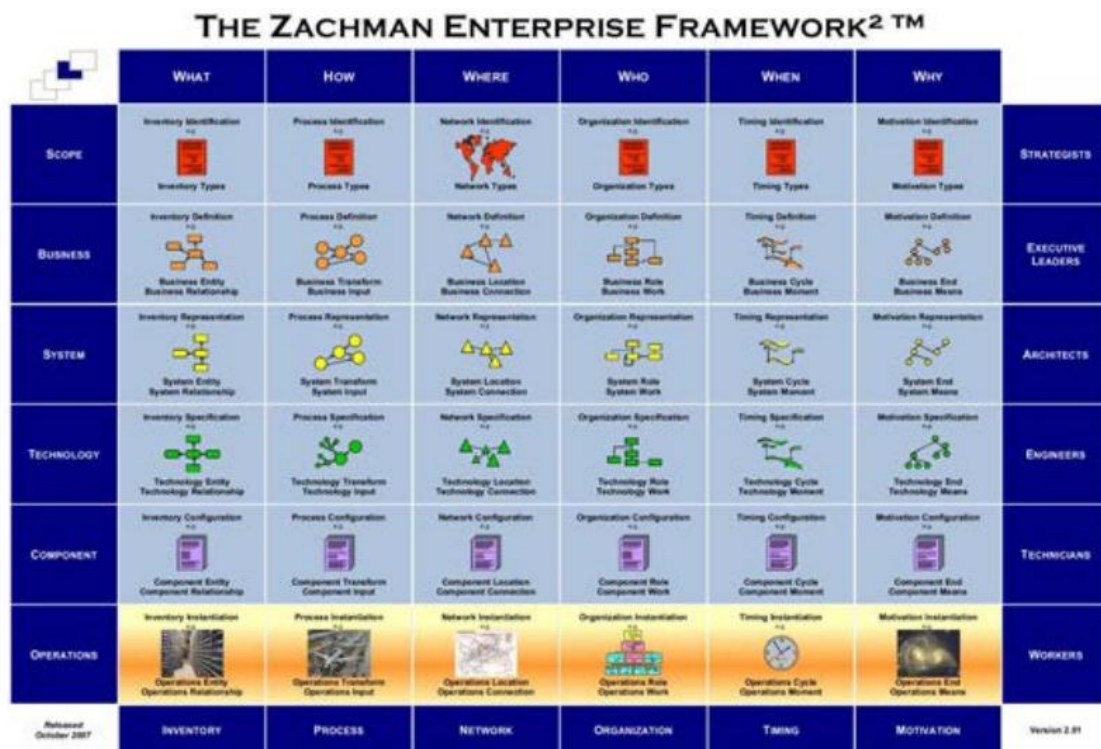 THE ZACHMAN ENTERPRISE FRAMEWORK² ™
WHAT
HOW
WHERE
WHO
WHEN
WHY
SCOPE
Inventory Identification
e.g.
Inventory Types
Process Identification
e.g.
Process Types
Network Identification
e.g.
Network Types
Organization Identification
e.g.
Organization Types
Timing Identification
e.g.
Timing Types
Motivation Identification
e.g.
Motivation Types
STRATEGISTS
BUSINESS
Inventory Definition
e.g.
Business Entity
Business Relationship
Process Definition
e.g.
Business Transform
Business Input
Network Definition
e.g.
Business Location
Business Connection
Organization Definition
e.g.
Business Role
Business Work
Timing Definition
e.g.
Business Cycle
Business Moment
Motivation Definition
e.g.
Business End
Business Means
EXECUTIVE
LEADERS
SYSTEM
Inventory Representation
e.g.
System Entity
System Relationship
Process Representation
e.g.
System Transform
System Input
Network Representation
e.g.
System Location
System Connection
Organization Representation
e.g.
System Role
System Work
Timing Representation
e.g.
System Cycle
System Moment
Motivation Representation
e.g.
System End
System Means
ARCHITECTS
TECHNOLOGY
Inventory Specification
e.g.
Technology Entity
Technology Relationship
Process Specification
e.g.
Technology Transform
Technology Input
Network Specification
e.g.
Technology Location
Technology Connection
Organization Specification
e.g.
Technology Role
Technology Work
Timing Specification
e.g.
Technology Cycle
Technology Moment
Motivation Specification
e.g.
Technology End
Technology Means
ENGINEERS
COMPONENT
Inventory Configuration
e.g.
Component Entity
Component Relationship
Process Configuration
e.g.
Component Transform
Component Input
Network Configuration
e.g.
Component Location
Component Connection
Organization Configuration
e.g.
Component Role
Component Work
Timing Configuration
e.g.
Component Cycle
Component Moment
Motivation Configuration
e.g.
Component End
Component Means
TECHNICIANS
OPERATIONS
Inventory Instantiation
e.g.
Operations Entity
Operations Relationship
Process Instantiation
e.g.
Operations Transform
Operations Input
Network Instantiation
e.g.
Operations Location
Operations Connection
Organization Instantiation
e.g.
Operations Role
Operations Work
Timing Instantiation
e.g.
Operations Cycle
Operations Moment
Motivation Instantiation
e.g.
Operations End
Operations Means
WORKERS
Released
October 2007
INVENTORY
PROCESS
NETWORK
ORGANIZATION
TIMING
MOTIVATION
Version 2.01